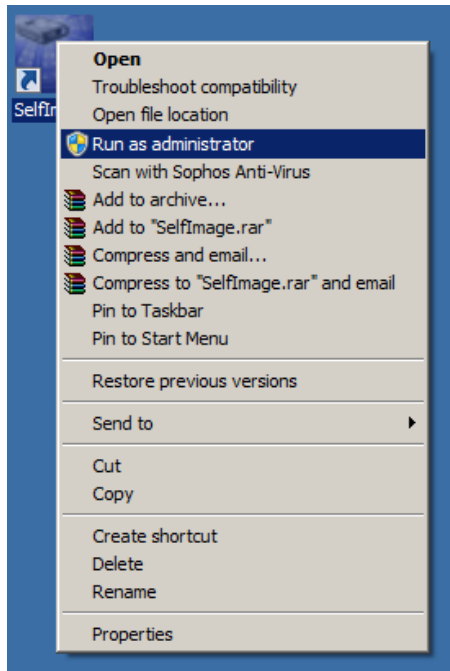 SelfIm
Open
Troubleshoot compatibility
Open file location
Run as administrator
Scan with Sophos Anti-Virus
Add to archive...
Add to "SelfImage.rar"
Compress and email...
Compress to "SelfImage.rar" and email
Pin to Taskbar
Pin to Start Menu
Restore previous versions
Send to
Cut
Copy
Create shortcut
Delete
Rename
Properties